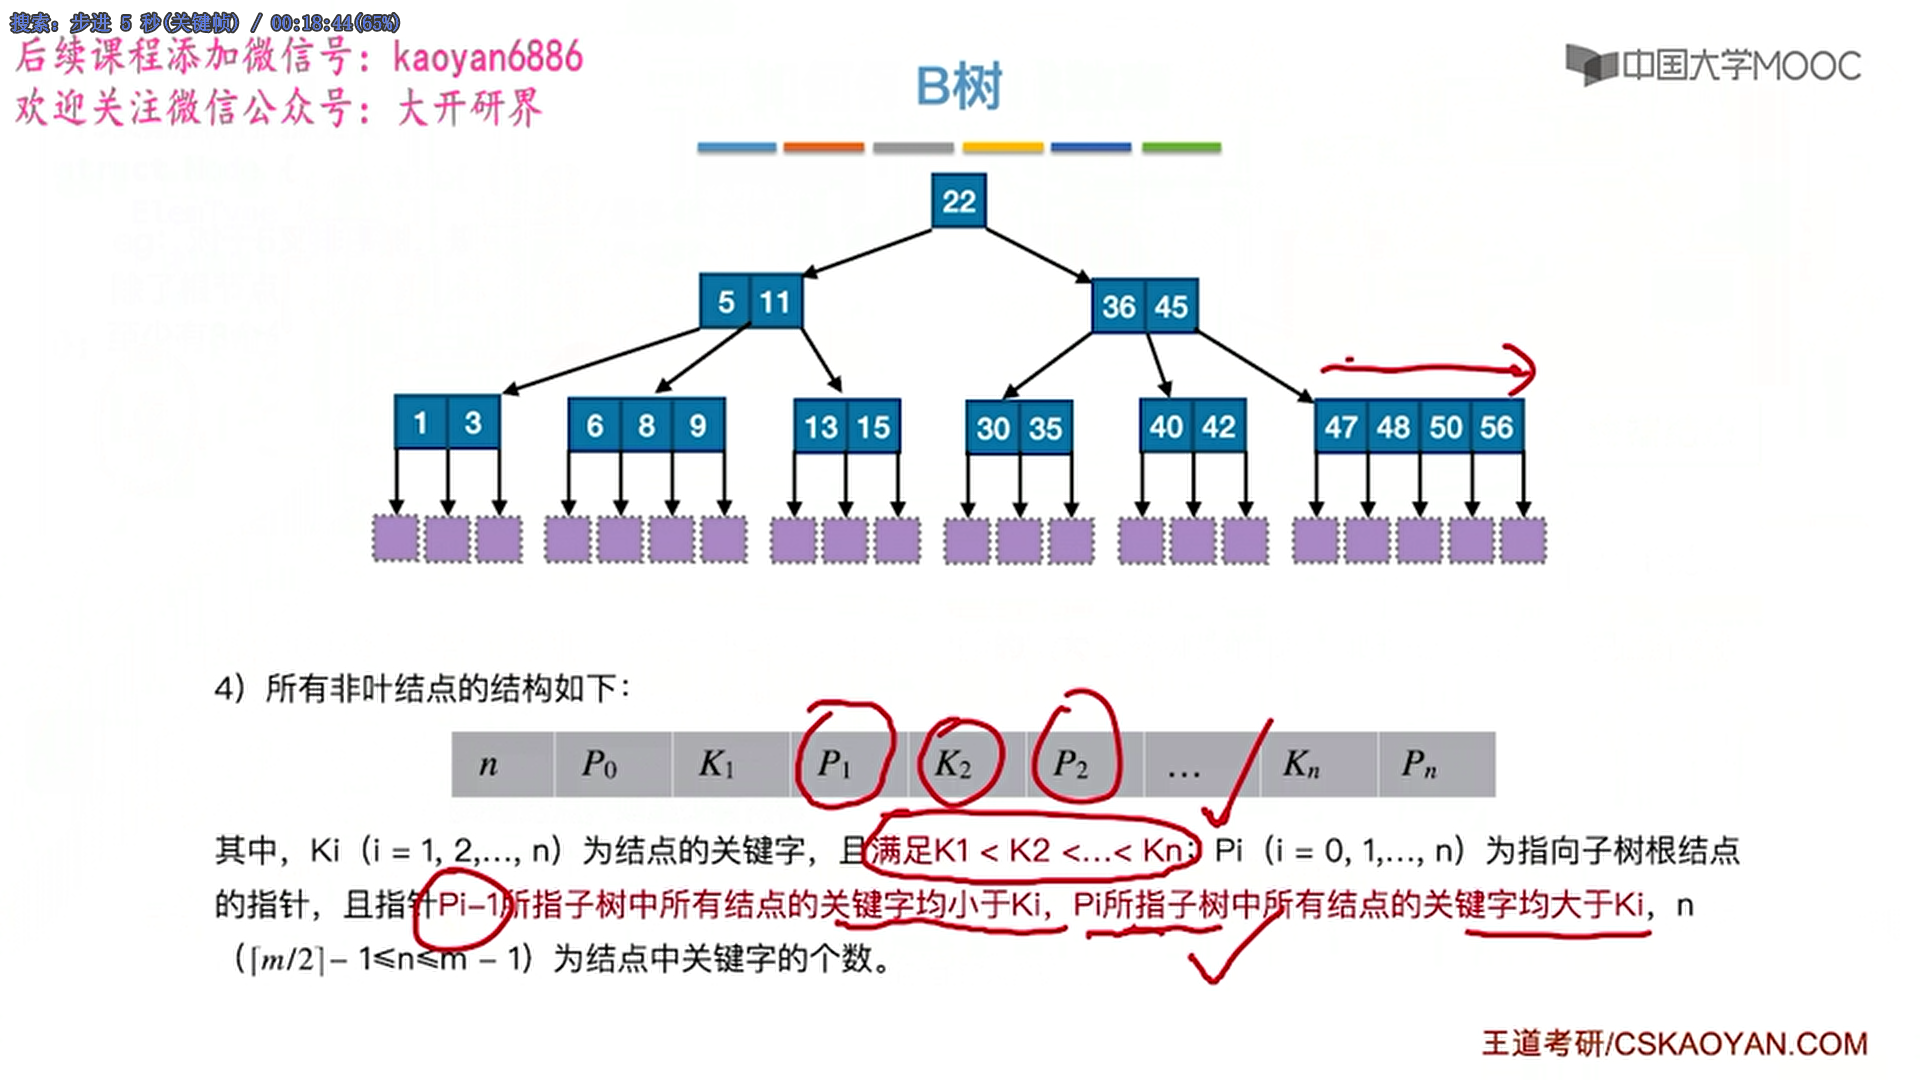 搜索: 步进 5 秒(关键帧) / 00:18:44(65%)
后续课程添加微信号：kaoyan6886
欢迎关注微信公众号：大开研界
中国大学MOOC
B树
22
5 11
36 45
1 3
6 8 9
13 15
30 35
40 42
47 48 50 56
4）所有非叶结点的结构如下：
n P₀ K₁ P₁ K₂ P₂ … Kₙ Pₙ
其中，Ki（i = 1, 2,…, n）为结点的关键字，且满足K1 < K2 <…< Kn；Pi（i = 0, 1,…, n）为指向子树根结点
的指针，且指针Pi–1所指子树中所有结点的关键字均小于Ki，Pi所指子树中所有结点的关键字均大于Ki，n
（⌈m/2⌉– 1≤n≤m – 1）为结点中关键字的个数。
王道考研/CSKAOYAN.COM